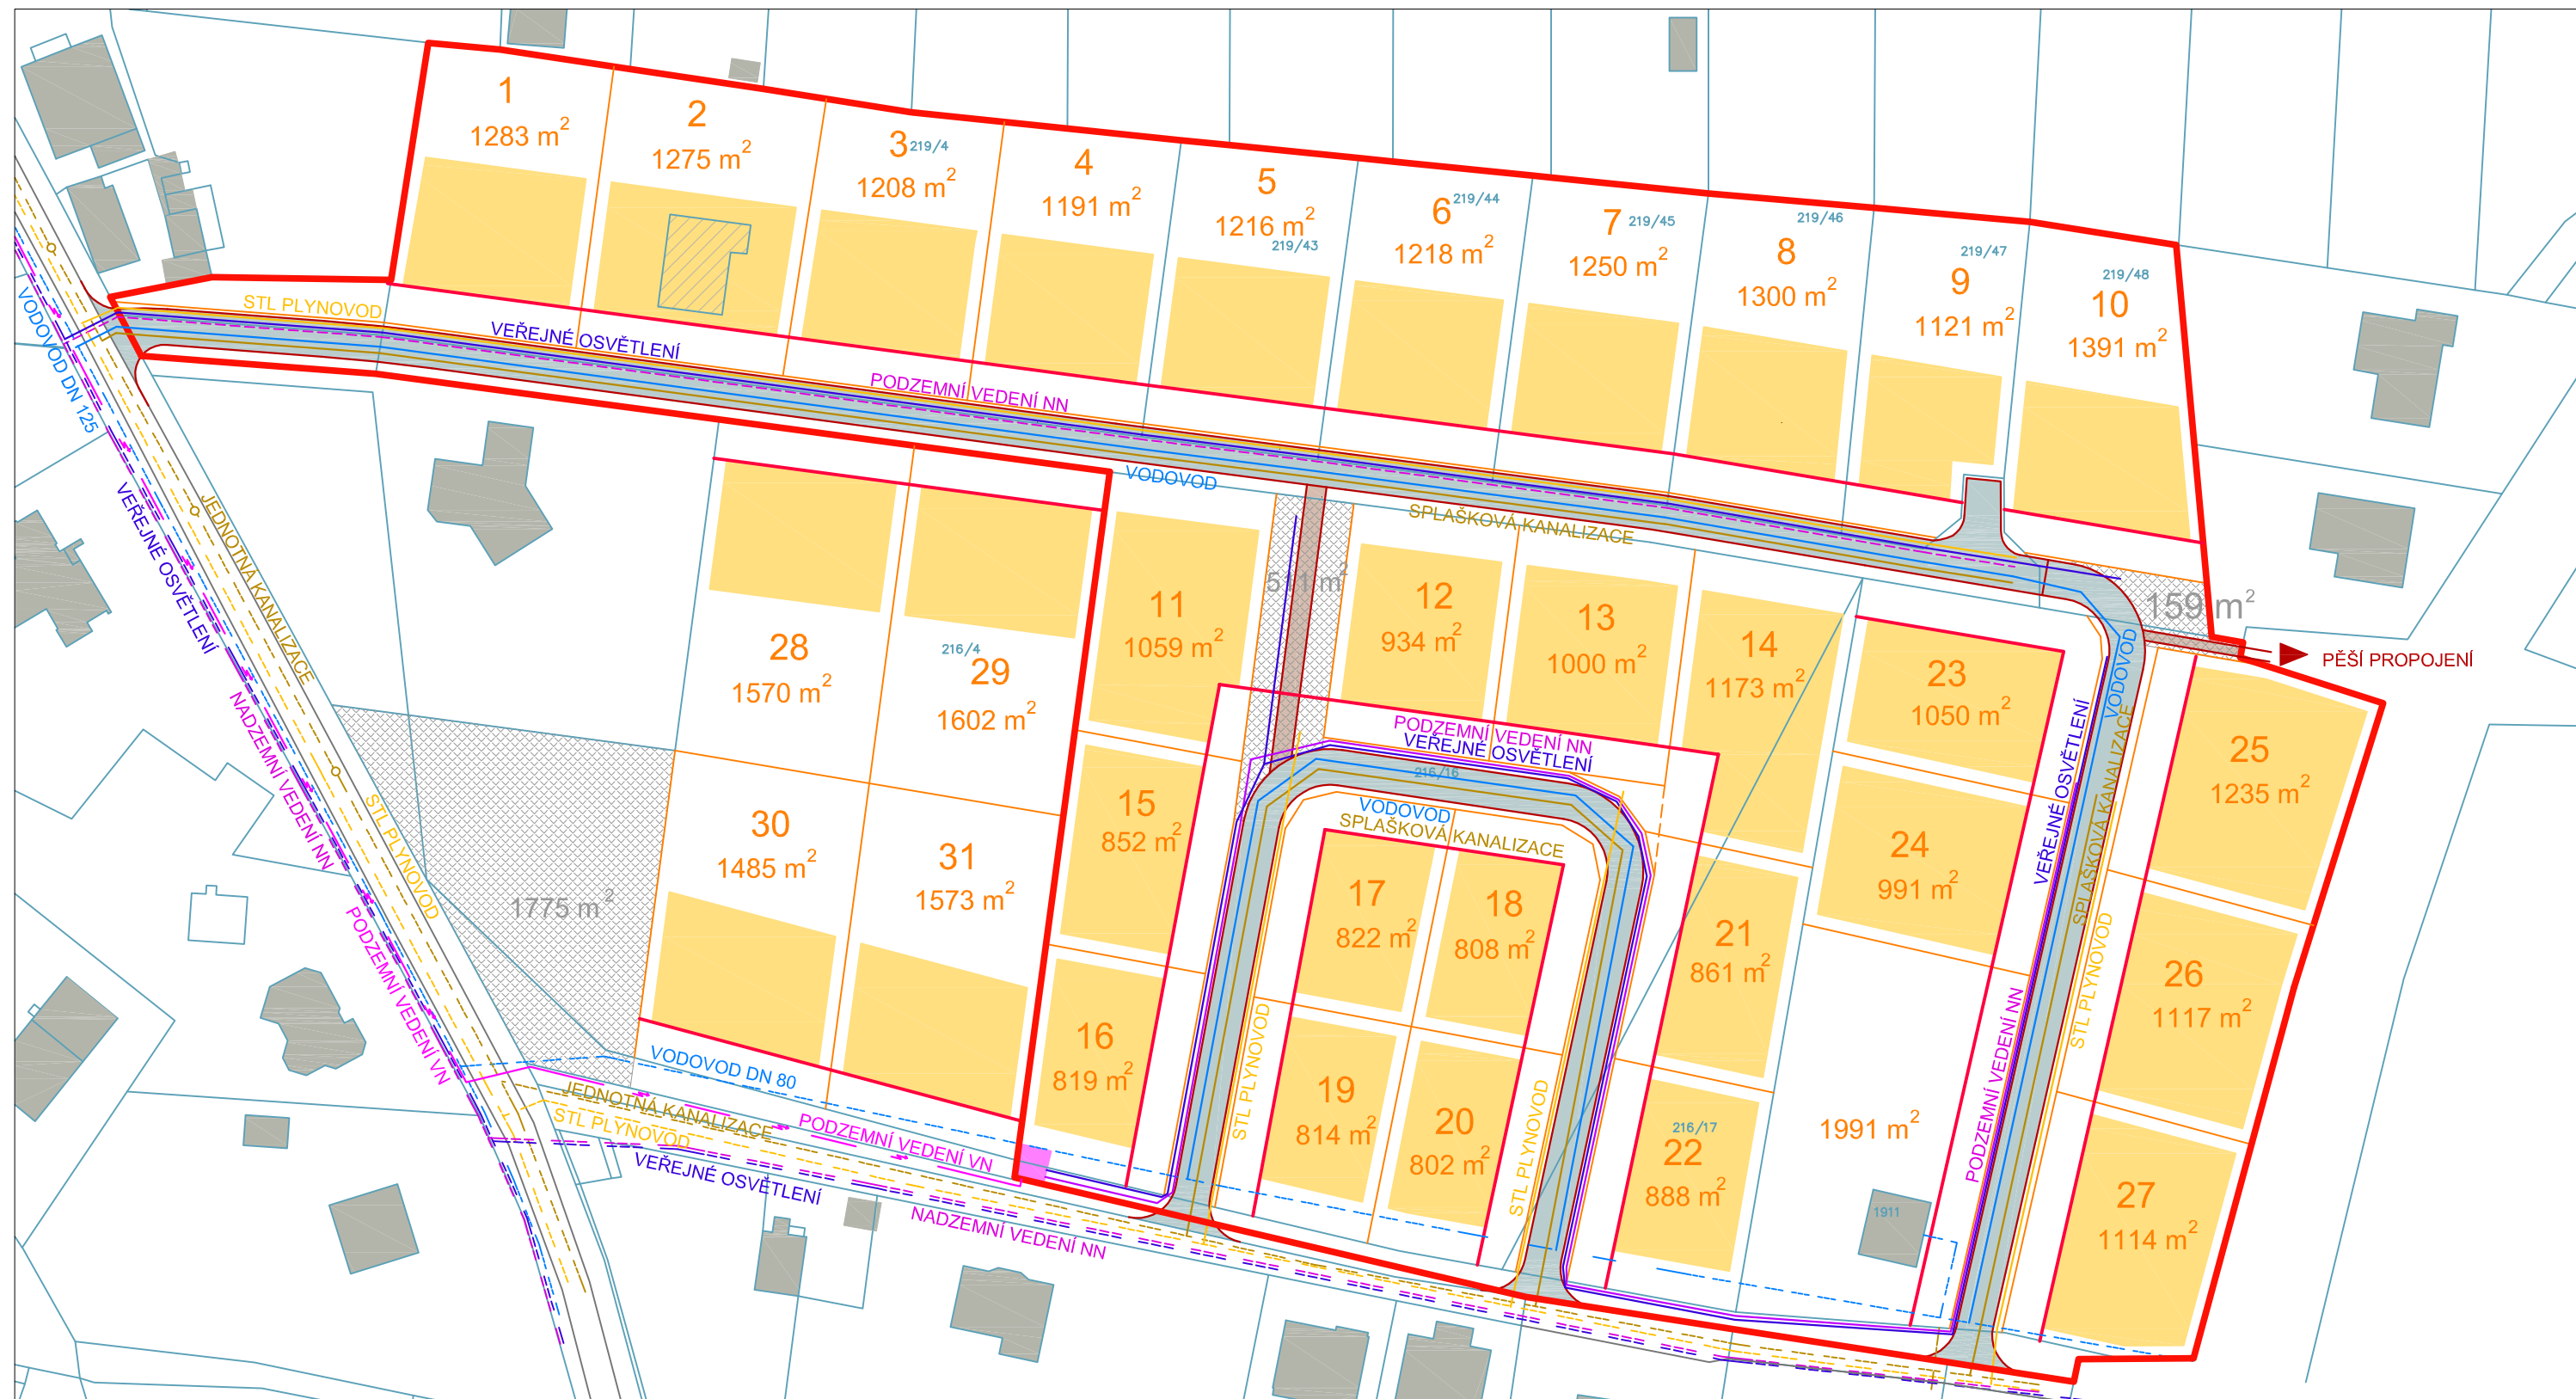 1
1283 m²
2
1275 m²
3
219/4
1208 m²
4
1191 m²
5
1216 m²
219/43
6
219/44
1218 m²
7
219/45
1250 m²
8
219/46
1300 m²
9
219/47
1121 m²
10
219/48
1391 m²
STL PLYNOVOD
VEŘEJNÉ OSVĚTLENÍ
PODZEMNÍ VEDENÍ NN
VODOVOD
SPLAŠKOVÁ KANALIZACE
VODOVOD DN 125
VEŘEJNÉ OSVĚTLENÍ
JEDNOTNÁ KANALIZACE
NADZEMNÍ VEDENÍ NN
STL PLYNOVOD
PODZEMNÍ VEDENÍ VN
28
1570 m²
216/4
29
1602 m²
30
1485 m²
31
1573 m²
1775 m²
11
1059 m²
511 m²
12
934 m²
13
1000 m²
14
1173 m²
15
852 m²
16
819 m²
PODZEMNÍ VEDENÍ NN
VEŘEJNÉ OSVĚTLENÍ
216/16
VODOVOD
SPLAŠKOVÁ KANALIZACE
17
822 m²
18
808 m²
19
814 m²
20
802 m²
STL PLYNOVOD
STL PLYNOVOD
21
861 m²
216/17
22
888 m²
23
1050 m²
24
991 m²
1991 m²
1911
VEŘEJNÉ OSVĚTLENÍ
VODOVOD
SPLAŠKOVÁ KANALIZACE
STL PLYNOVOD
PODZEMNÍ VEDENÍ NN
159 m²
PĚŠÍ PROPOJENÍ
25
1235 m²
26
1117 m²
27
1114 m²
VODOVOD DN 80
JEDNOTNÁ KANALIZACE
STL PLYNOVOD
PODZEMNÍ VEDENÍ VN
VEŘEJNÉ OSVĚTLENÍ
NADZEMNÍ VEDENÍ NN